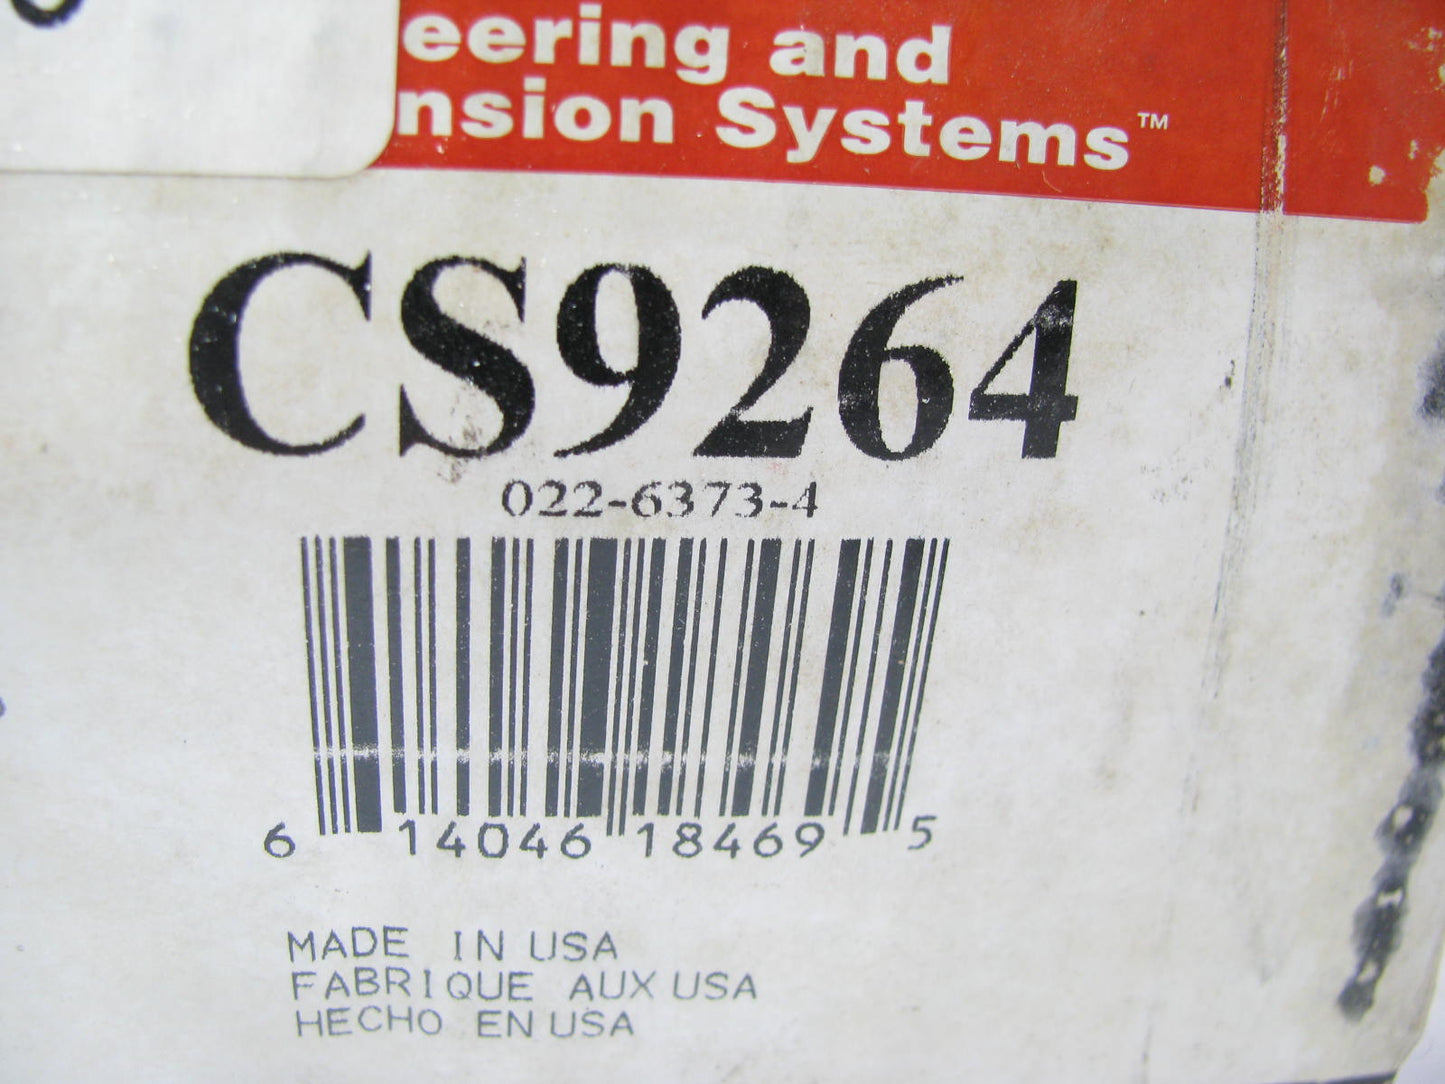 eering and
nsion Systems™
CS9264
022-6373-4
6 14046 18469 5
MADE IN USA
FABRIQUE AUX USA
HECHO EN USA